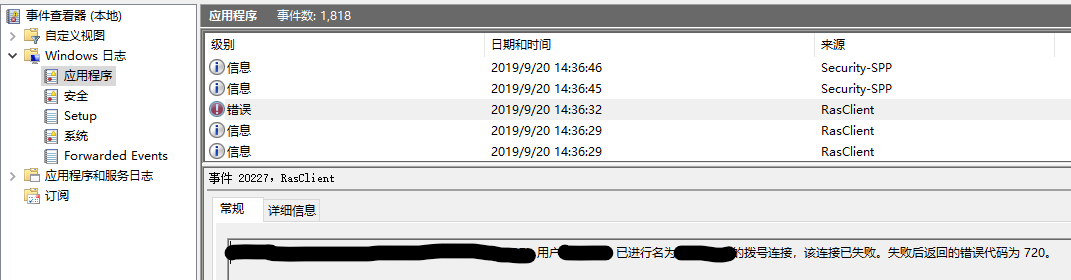 事件查看器 (本地)
自定义视图
Windows 日志
应用程序
安全
Setup
系统
Forwarded Events
应用程序和服务日志
订阅
应用程序 事件数: 1,818
级别 日期和时间 来源
信息 2019/9/20 14:36:46 Security-SPP
信息 2019/9/20 14:36:45 Security-SPP
错误 2019/9/20 14:36:32 RasClient
信息 2019/9/20 14:36:29 RasClient
信息 2019/9/20 14:36:29 RasClient
事件 20227，RasClient
常规 详细信息
用户 已进行名为 的拨号连接，该连接已失败。失败后返回的错误代码为 720。